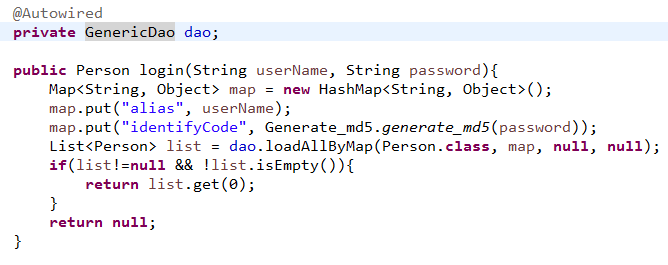 @Autowired
private GenericDao dao;
public Person login(String userName, String password){
Map<String, Object> map = new HashMap<String, Object>();
map.put("alias", userName);
map.put("identifyCode", Generate_md5.generate_md5(password));
List<Person> list = dao.loadAllByMap(Person.class, map, null, null);
if(list!=null && !list.isEmpty()){
return list.get(0);
}
return null;
}